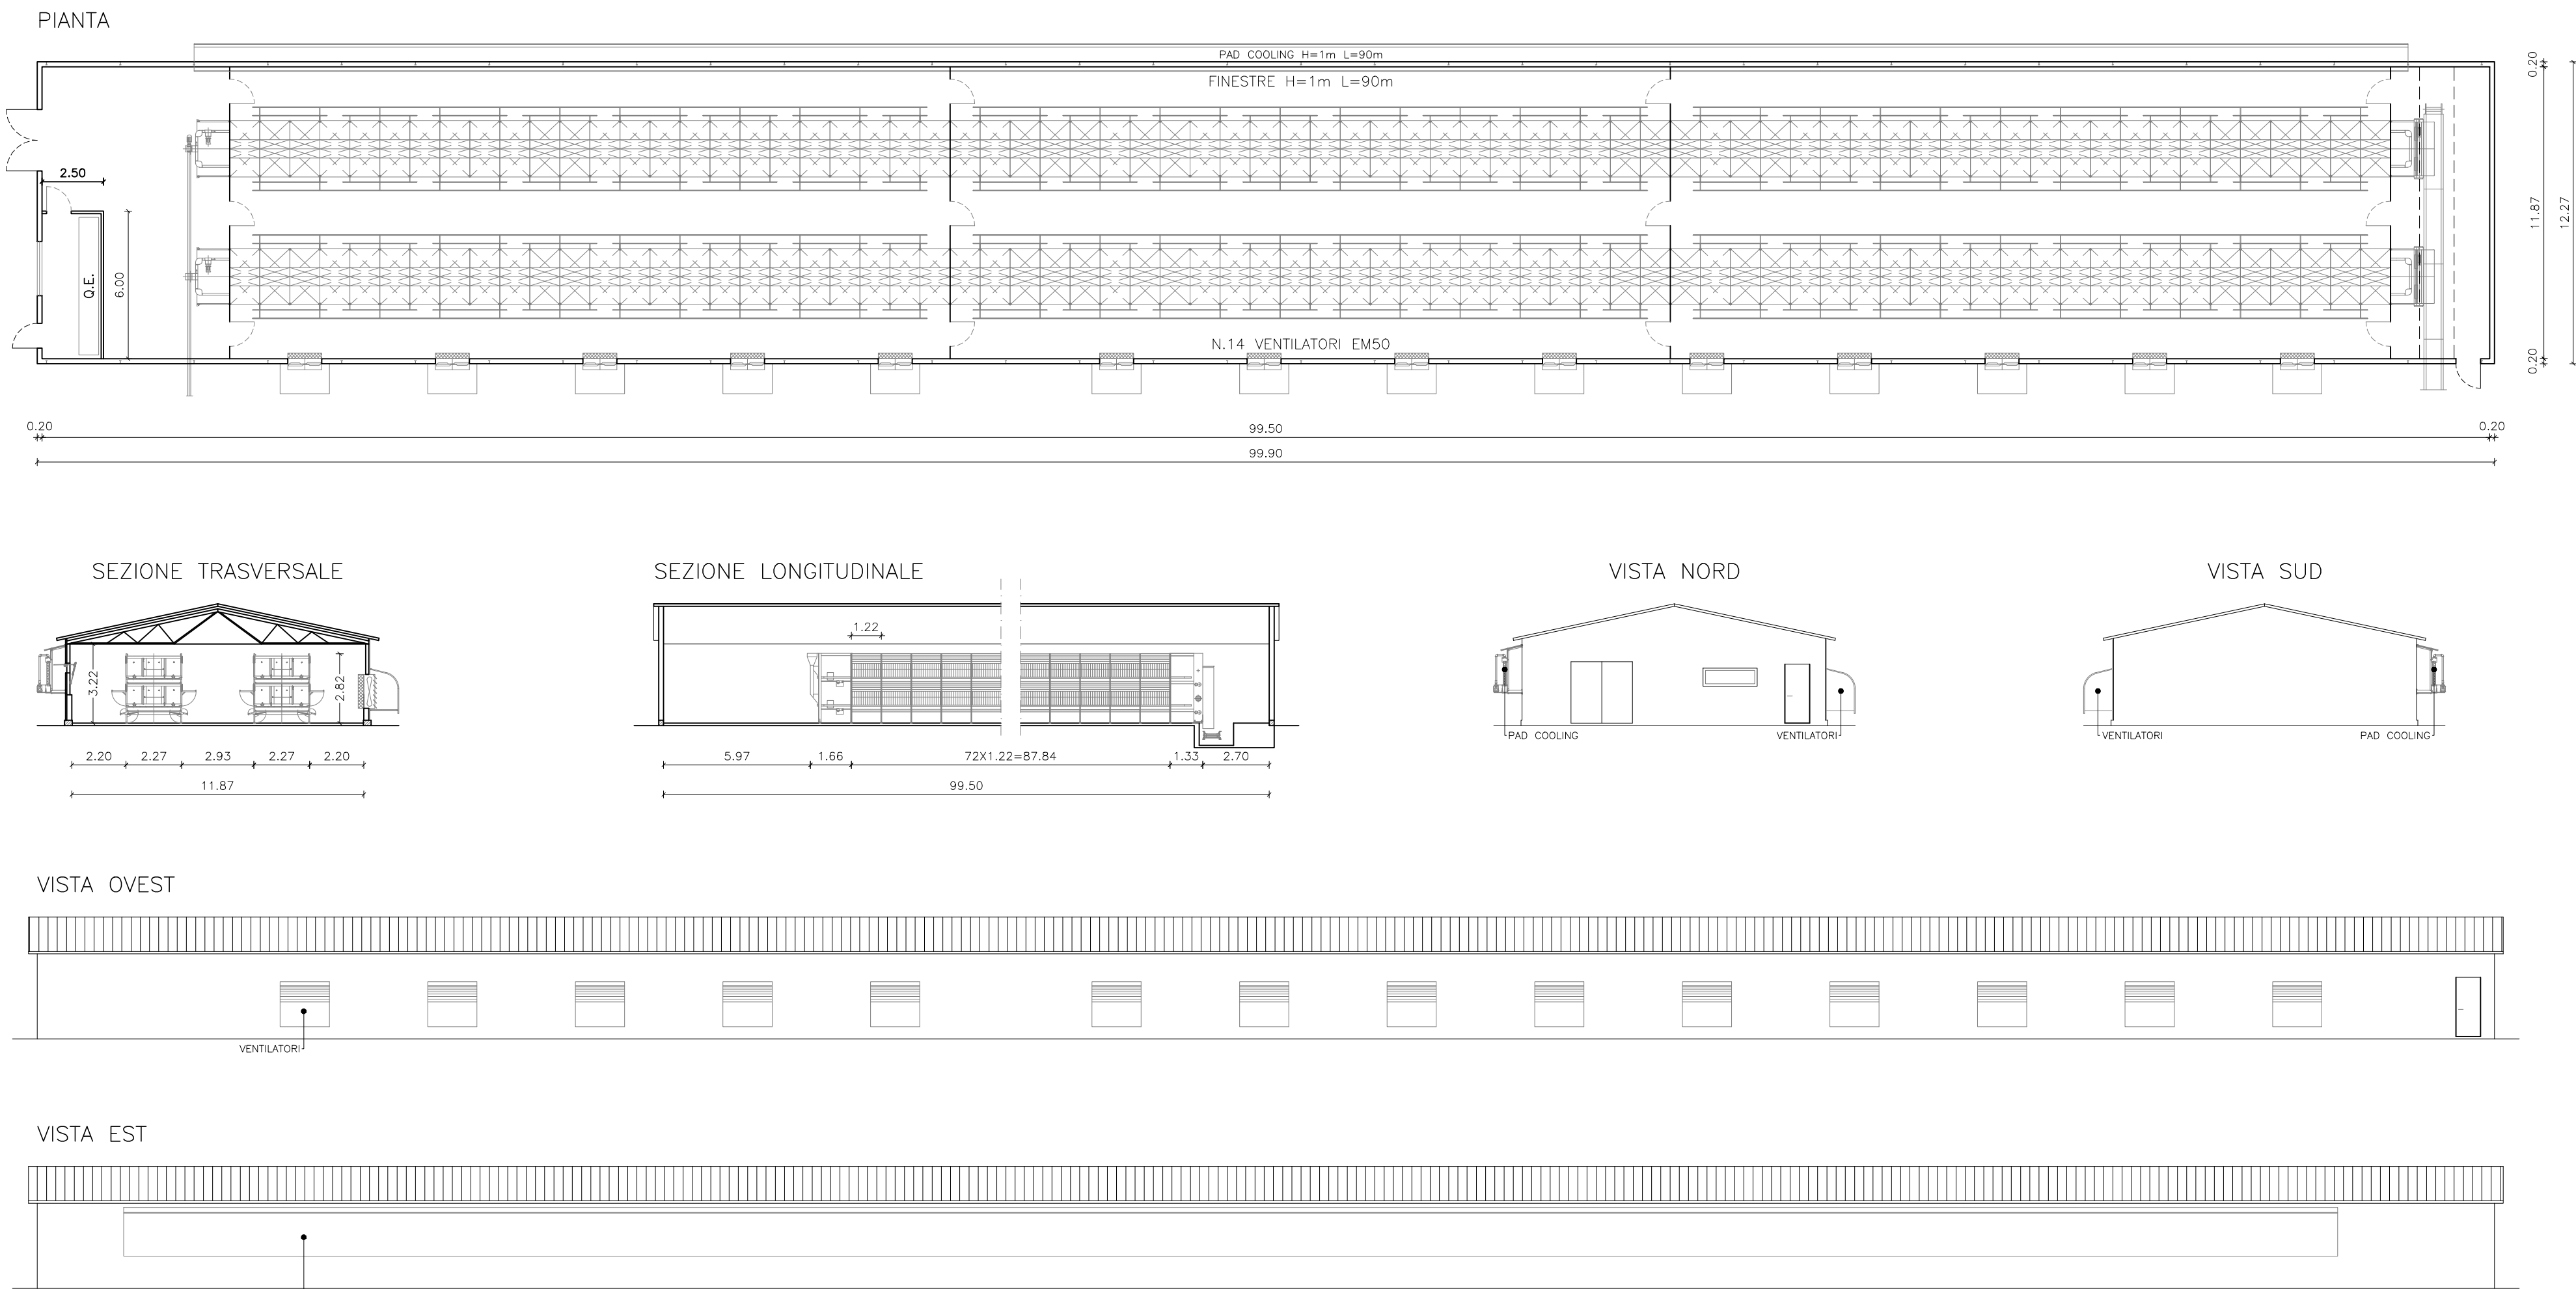 PIANTA
PAD COOLING H=1m L=90m
FINESTRE H=1m L=90m
0.20
11.87
12.27
0.20
2.50
Q.E.
6.00
N.14 VENTILATORI EM50
0.20
99.50
0.20
99.90
SEZIONE TRASVERSALE
3.22
2.82
2.20 2.27 2.93 2.27 2.20
11.87
SEZIONE LONGITUDINALE
1.22
5.97 1.66 72X1.22=87.84 1.33 2.70
99.50
VISTA NORD
PAD COOLING
VENTILATORI
VISTA SUD
VENTILATORI
PAD COOLING
VISTA OVEST
VENTILATORI
VISTA EST